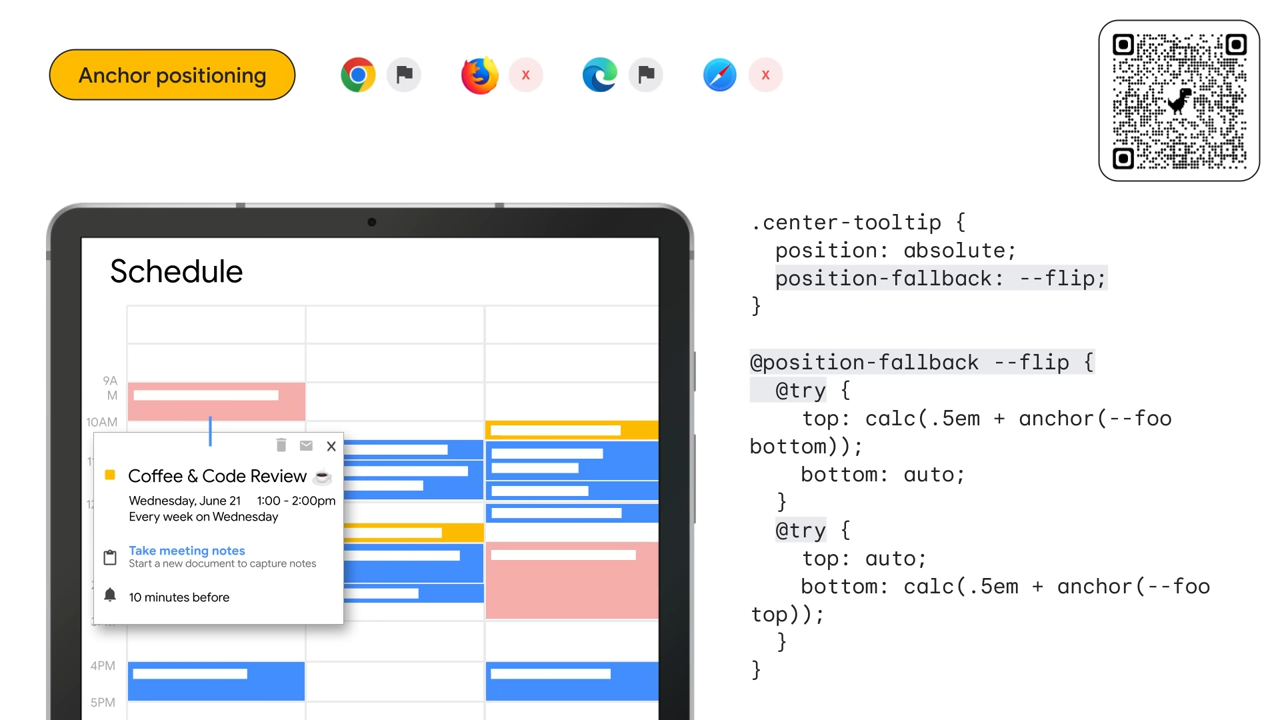 Anchor positioning
x
x
Schedule
9A
M
10AM
11
12
X
Coffee & Code Review ☕
Wednesday, June 21 1:00 - 2:00pm
Every week on Wednesday
Take meeting notes
Start a new document to capture notes
10 minutes before
4PM
5PM
.center-tooltip {
position: absolute;
position-fallback: --flip;
}
@position-fallback --flip {
@try {
top: calc(.5em + anchor(--foo
bottom));
bottom: auto;
}
@try {
top: auto;
bottom: calc(.5em + anchor(--foo
top));
}
}